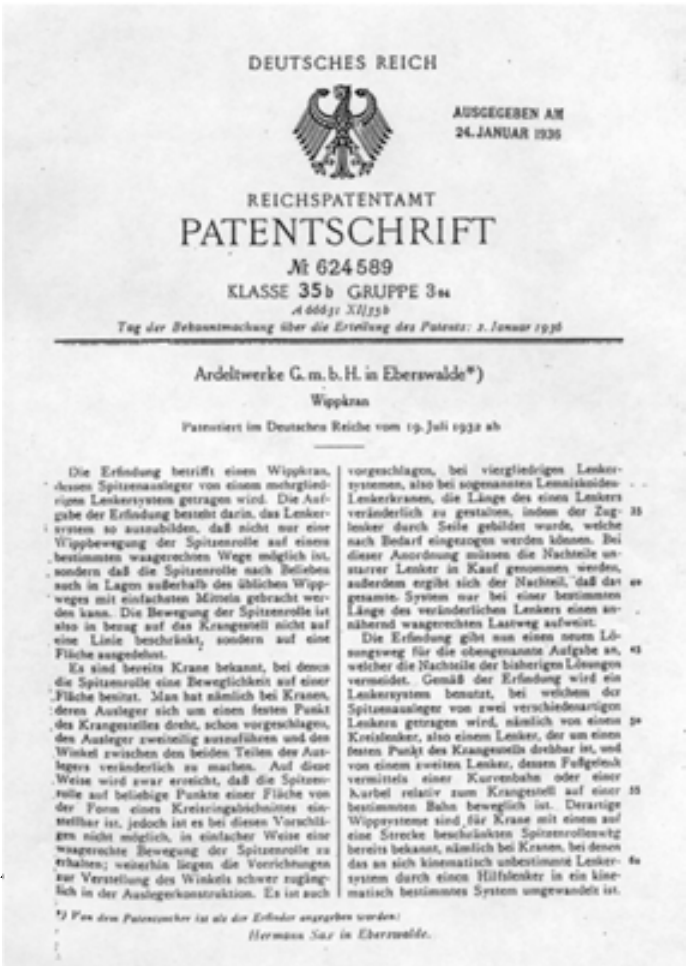 DEUTSCHES REICH
AUSGEGEBEN AM
24. JANUAR 1936
REICHSPATENTAMT
PATENTSCHRIFT
№ 624589
KLASSE 35b GRUPPE 3 04
A 66631 XI/35b
Tag der Bekanntmachung über die Erteilung des Patents: 2. Januar 1936
Ardeltwerke G. m. b. H. in Eberswalde*)
Wippkran
Patentiert im Deutschen Reiche vom 19. Juli 1932 ab
Die Erfindung betrifft einen Wippkran,
dessen Spitzenausleger von einem mehrglied-
rigen Lenkersystem getragen wird. Die Auf-
gabe der Erfindung besteht darin, das Lenker-
system so auszubilden, daß nicht nur eine
Wippbewegung der Spitzenrolle auf einem
bestimmten waagerechten Wege möglich ist,
sondern daß die Spitzenrolle nach Belieben
auch in Lagen außerhalb des üblichen Wipp-
weges mit einfachsten Mitteln gebracht wer-
den kann. Die Bewegung der Spitzenrolle ist
also in bezug auf das Krangestell nicht auf
eine Linie beschränkt, sondern auf eine
Fläche ausgedehnt.
Es sind bereits Krane bekannt, bei denen
die Spitzenrolle eine Beweglichkeit auf einer
Fläche besitzt. Man hat nämlich bei Kranen,
deren Ausleger sich um einen festen Punkt
des Krangestelles dreht, schon vorgeschlagen,
den Ausleger zweiteilig auszuführen und den
Winkel zwischen den beiden Teilen des Aus-
legers veränderlich zu machen. Auf diese
Weise wird zwar erreicht, daß die Spitzen-
rolle auf beliebige Punkte einer Fläche von
der Form eines Kreisringabschnittes ein-
stellbar ist, jedoch ist es bei diesen Vorschlä-
gen nicht möglich, in einfacher Weise eine
waagerechte Bewegung der Spitzenrolle zu
erhalten; weiterhin liegen die Vorrichtungen
zur Verstellung des Winkels schwer zugäng-
lich in der Auslegerkonstruktion. Es ist auch
vorgeschlagen, bei viergliedrigen Lenker-
systemen, also bei sogenannten Lemniskoiden-
Lenkerkranen, die Länge des einen Lenkers
veränderlich zu gestalten, indem der Zug- 35
lenker durch Seile gebildet wurde, welche
nach Bedarf eingezogen werden können. Bei
dieser Anordnung müssen die Nachteile un-
starrer Lenker in Kauf genommen werden,
außerdem ergibt sich der Nachteil, daß das 40
gesamte System nur bei einer bestimmten
Länge des veränderlichen Lenkers einen an-
nähernd waagerechten Lastweg aufweist.
Die Erfindung gibt nun einen neuen Lö-
sungsweg für die obengenannte Aufgabe an, 45
welcher die Nachteile der bisherigen Lösungen
vermeidet. Gemäß der Erfindung wird ein
Lenkersystem benutzt, bei welchem der
Spitzenausleger von zwei verschiedenartigen
Lenkern getragen wird, nämlich von einem 50
Kreislenker, also einem Lenker, der um einen
festen Punkt des Krangestells drehbar ist, und
von einem zweiten Lenker, dessen Fußgelenk
vermittels einer Kurvenbahn oder einer
Kurbel relativ zum Krangestell auf einer 55
bestimmten Bahn beweglich ist. Derartige
Wippsysteme sind für Krane mit einem auf
eine Strecke beschränkten Spitzenrollenweg
bereits bekannt, nämlich bei Kranen, bei denen
das an sich kinematisch unbestimmte Lenker- 60
system durch einen Hilfslenker in ein kine-
matisch bestimmtes System umgewandelt ist.
*) Von dem Patentsucher ist als der Erfinder angegeben worden:
Hermann Sax in Eberswalde.